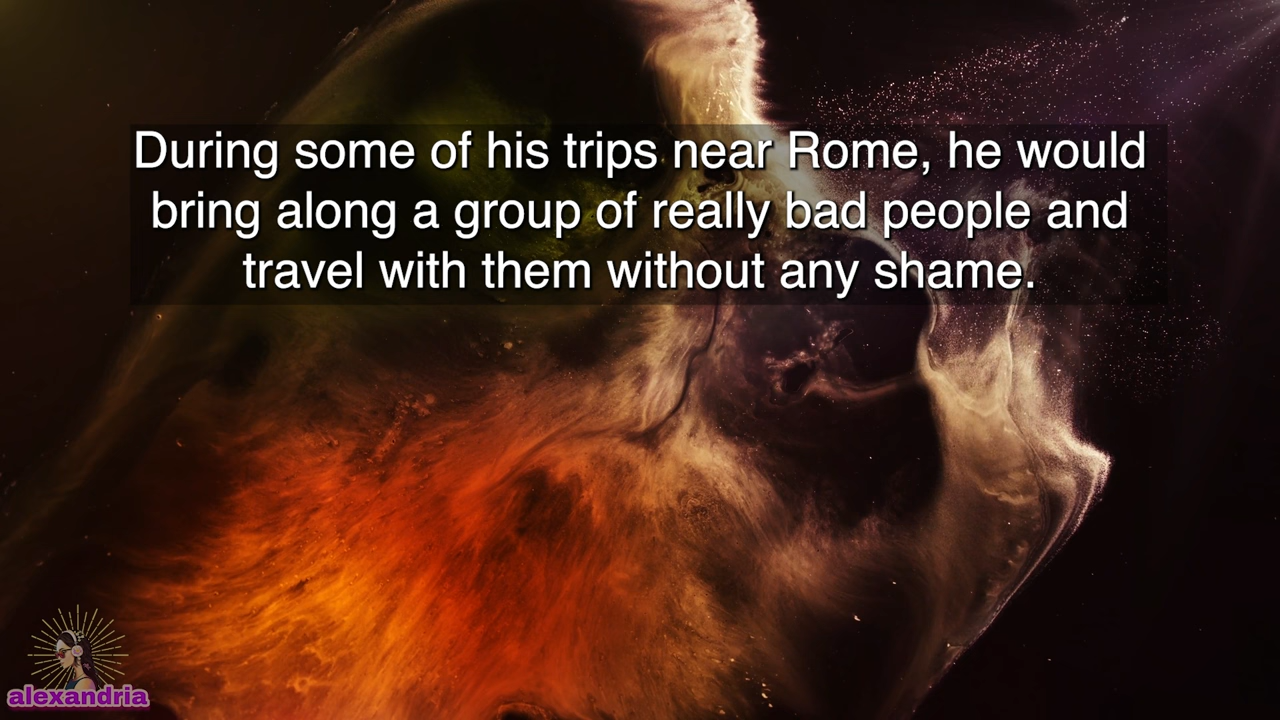 During some of his trips near Rome, he would
bring along a group of really bad people and
travel with them without any shame.
alexandria